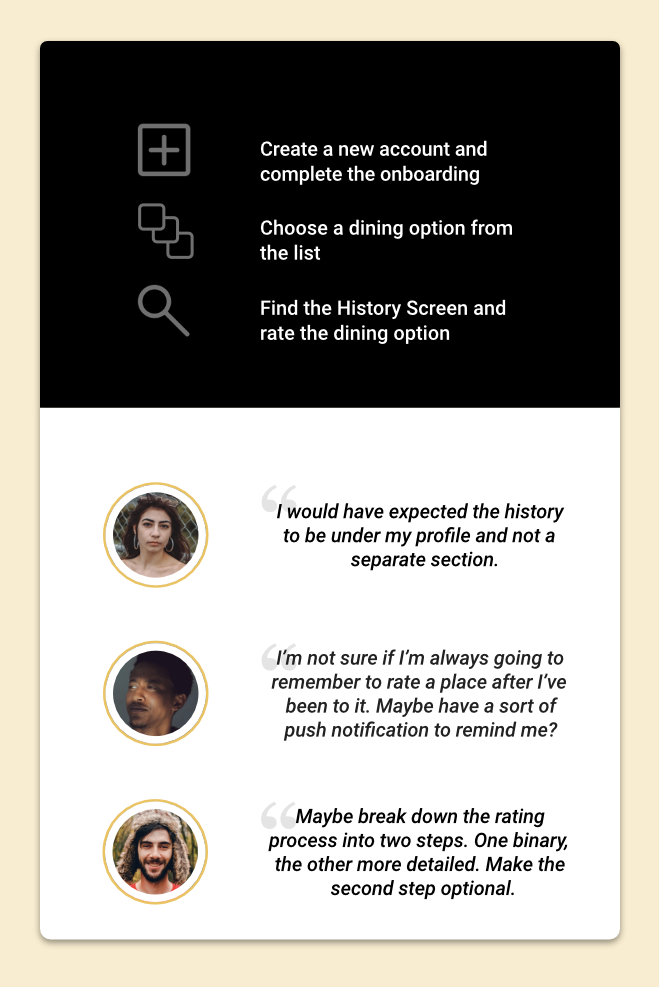 Create a new account and
complete the onboarding
Choose a dining option from
the list
Find the History Screen and
rate the dining option
“I would have expected the history
to be under my profile and not a
separate section.
“I’m not sure if I’m always going to
remember to rate a place after I’ve
been to it. Maybe have a sort of
push notification to remind me?
“Maybe break down the rating
process into two steps. One binary,
the other more detailed. Make the
second step optional.